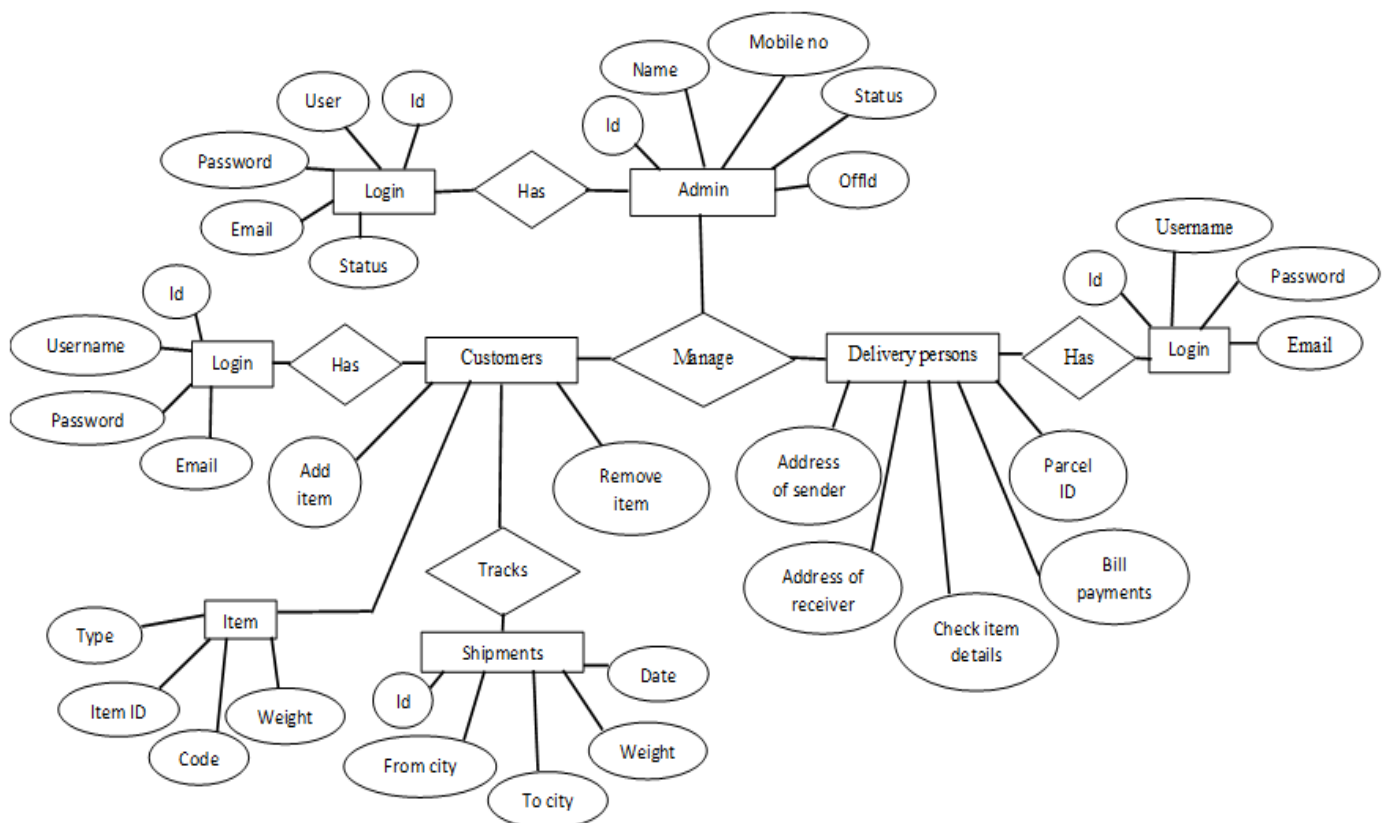 Mobile no
Name
Status
User
Id
Id
Password
Login
Has
Admin
OffId
Email
Status
Username
Id
Password
Id
Username
Login
Has
Customers
Manage
Delivery persons
Has
Login
Email
Password
Email
Add
item
Remove
item
Address
of sender
Parcel
ID
Tracks
Address of
receiver
Bill
payments
Check item
details
Type
Item
Shipments
Date
Id
Item ID
Weight
Code
From city
Weight
To city